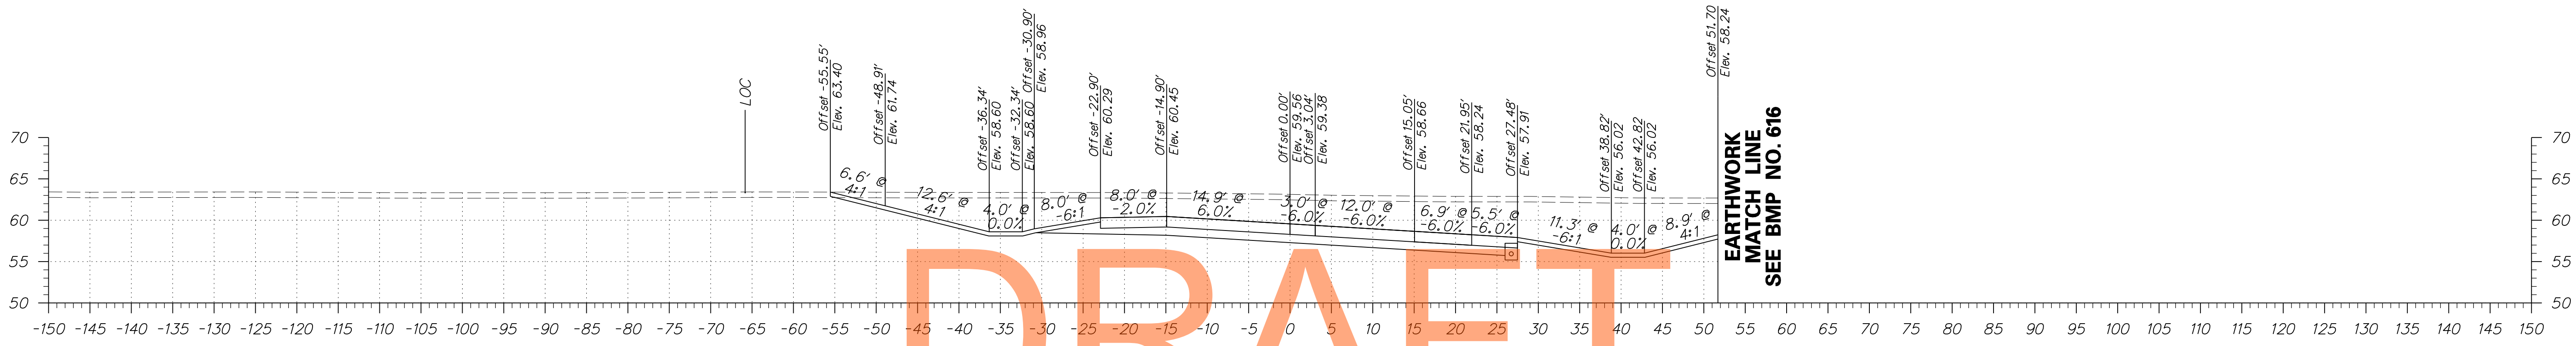 LOC
Offset -55.55'
Elev. 63.40
Offset -48.91'
Elev. 61.74
Offset -36.34'
Elev. 58.60
Offset -32.34'
Elev. 58.60
Offset -30.90'
Elev. 58.96
Offset -22.90'
Elev. 60.29
Offset -14.90'
Elev. 60.45
Offset 0.00'
Elev. 59.56
Offset 3.04'
Elev. 59.38
Offset 15.05'
Elev. 58.66
Offset 21.95'
Elev. 58.24
Offset 27.48'
Elev. 57.91
Offset 38.82'
Elev. 56.02
Offset 42.82
Elev. 56.02
Offset 51.70
Elev. 58.24
6.6' @
4:1
12.6' @
4:1
4.0' @
0.0%
8.0' @
-6:1
8.0' @
-2.0%
14.9' @
6.0%
3.0' @
-6.0%
12.0' @
-6.0%
6.9' @
-6.0%
5.5' @
-6.0%
11.3' @
-6:1
4.0' @
0.0%
8.9' @
4:1
EARTHWORK
MATCH LINE
SEE BMP NO. 616
70 70
65 65
60 60
55 55
50 50
DRAFT
-150 -145 -140 -135 -130 -125 -120 -115 -110 -105 -100 -95 -90 -85 -80 -75 -70 -65 -60 -55 -50 -45 -40 -35 -30 -25 -20 -15 -10 -5 0 5 10 15 20 25 30 35 40 45 50 55 60 65 70 75 80 85 90 95 100 105 110 115 120 125 130 135 140 145 150